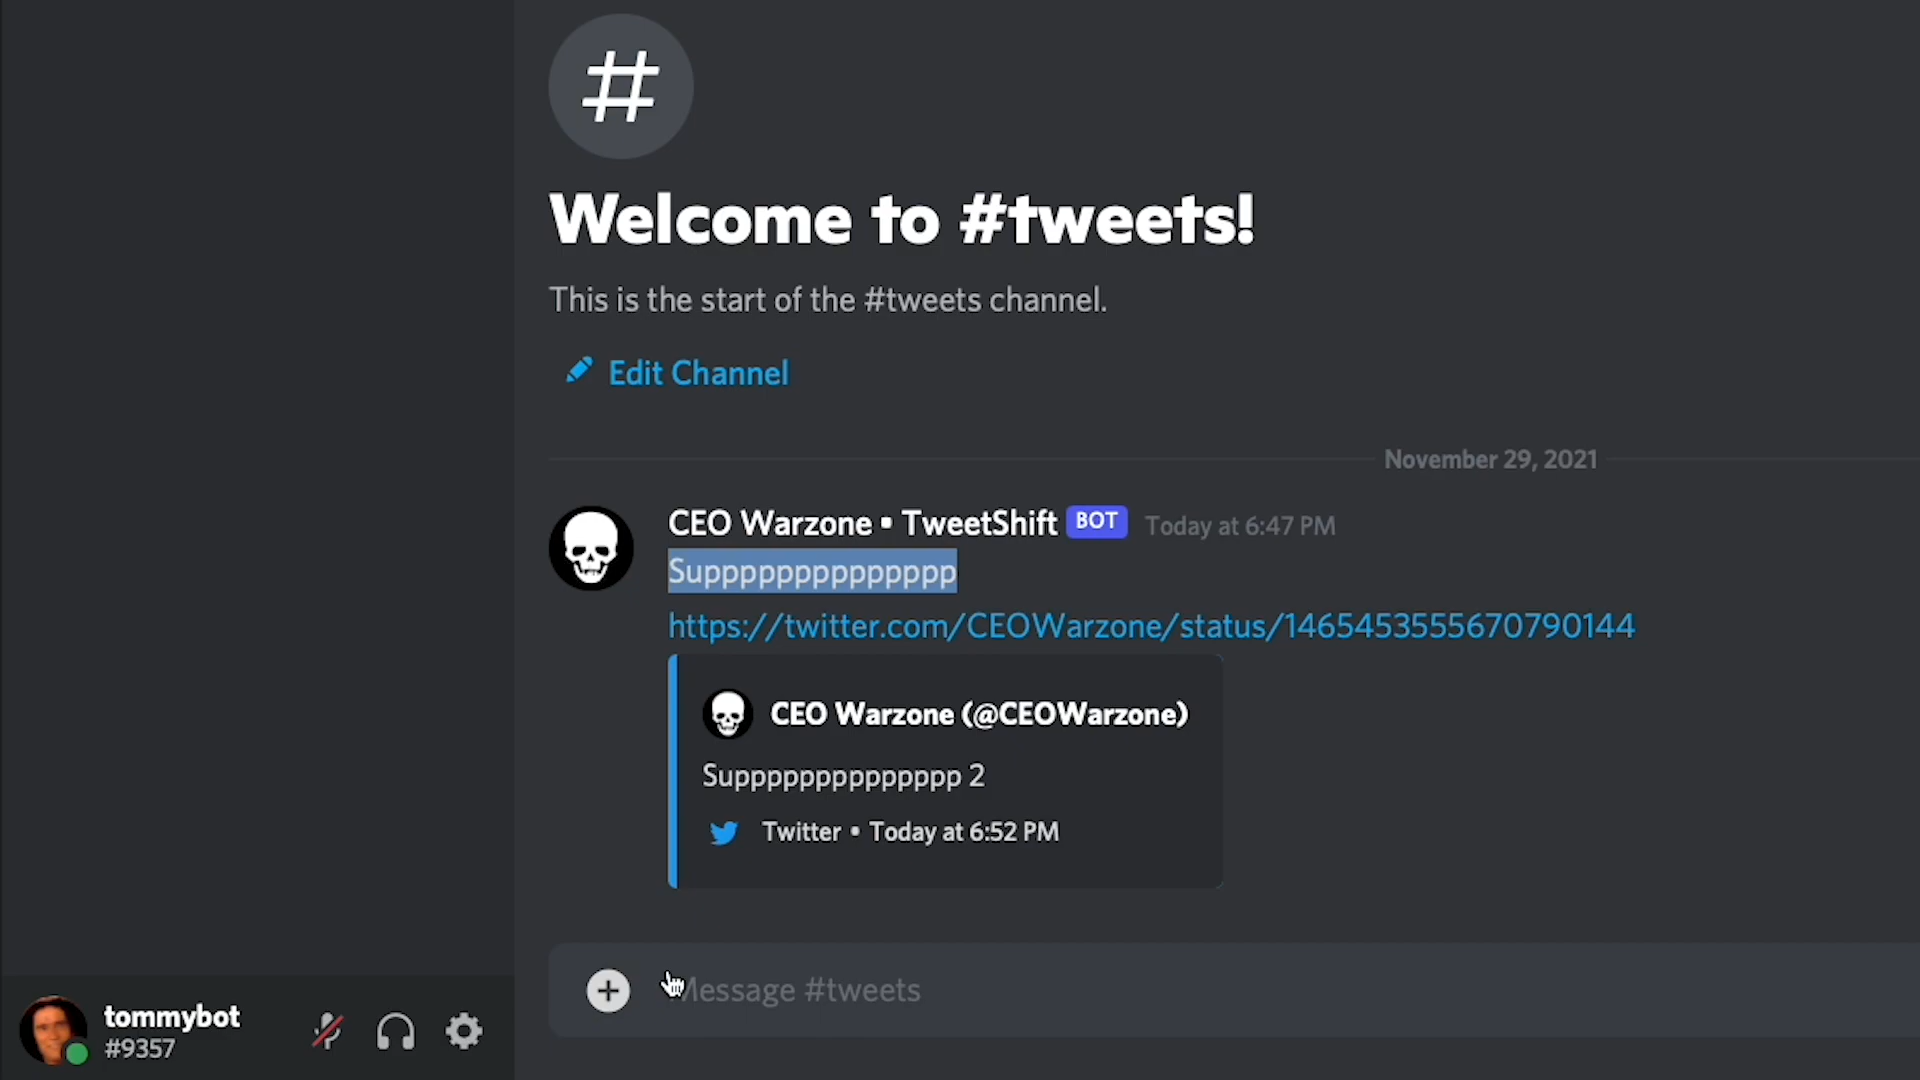 #
Welcome to #tweets!
This is the start of the #tweets channel.
Edit Channel
November 29, 2021
CEO Warzone • TweetShift BOT Today at 6:47 PM
Suppppppppppppp
https://twitter.com/CEOWarzone/status/1465453555670790144
CEO Warzone (@CEOWarzone)
Suppppppppppppp 2
Twitter • Today at 6:52 PM
Message #tweets
tommybot
#9357